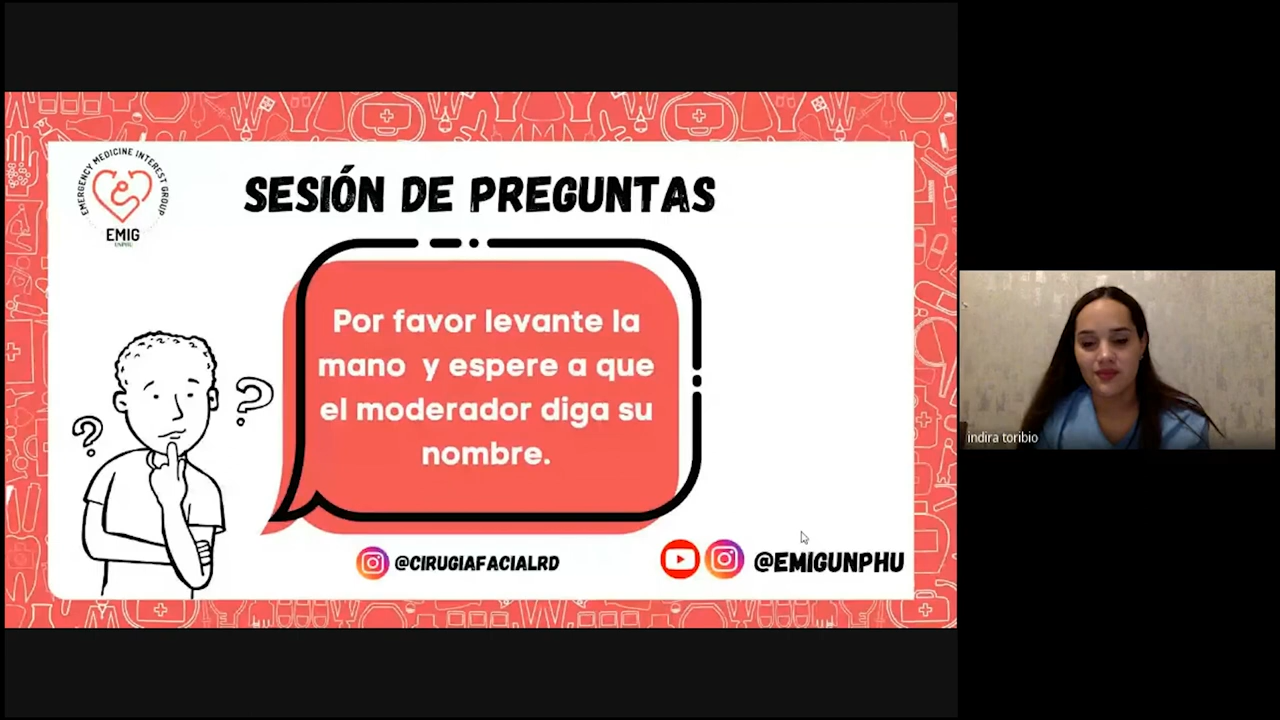 EMERGENCY MEDICINE INTEREST GROUP
EMIG
UNPHU
SESIÓN DE PREGUNTAS
Por favor levante la
mano y espere a que
el moderador diga su
nombre.
@CIRUGIAFACIALRD
@EMIGUNPHU
indira toribio